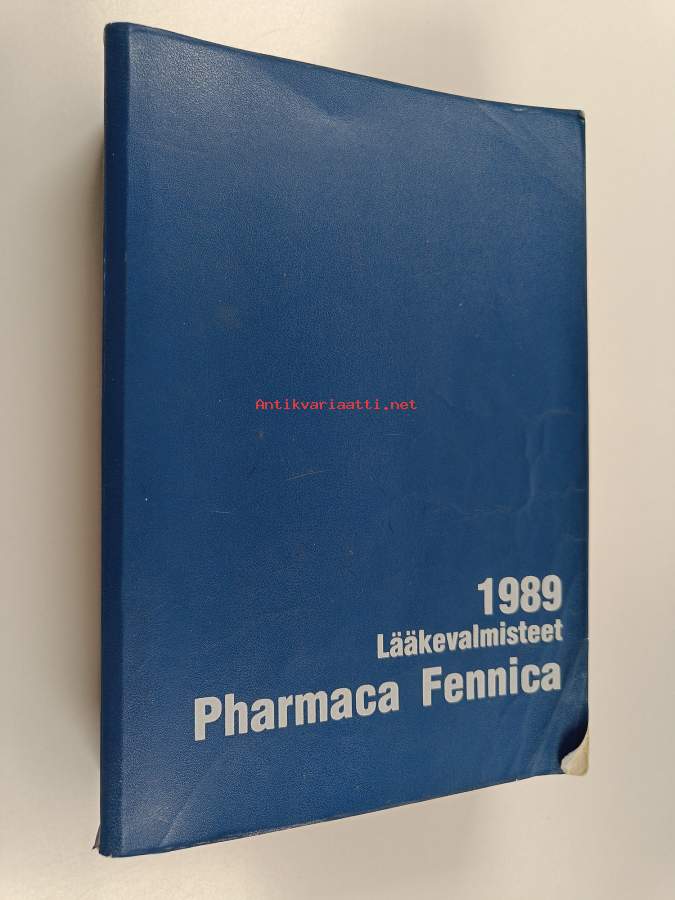 Antikvariaatti.net
1989
Lääkevalmisteet
Pharmaca Fennica